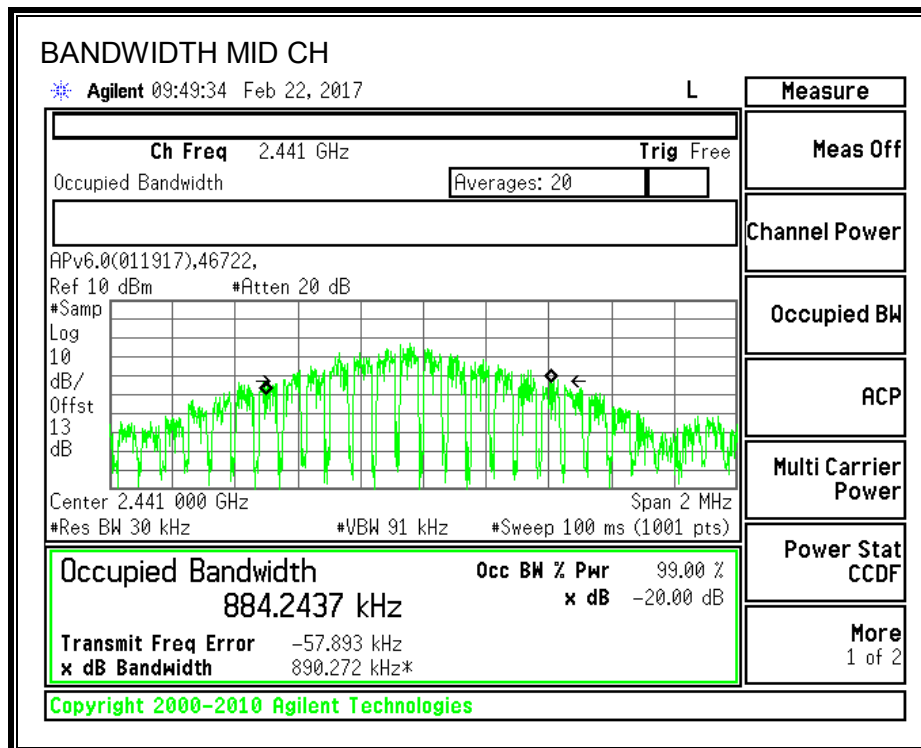 BANDWIDTH MID CH
Agilent 09:49:34 Feb 22, 2017 L
Measure
Ch Freq 2.441 GHz Trig Free
Meas Off
Occupied Bandwidth Averages: 20
Channel Power
APv6.0(011917),46722,
Ref 10 dBm #Atten 20 dB
#Samp
Log
10
dB/
Offst
13
dB
Occupied BW
ACP
Multi Carrier
Power
Center 2.441 000 GHz Span 2 MHz
#Res BW 30 kHz #VBW 91 kHz #Sweep 100 ms (1001 pts)
Power Stat
CCDF
Occupied Bandwidth Occ BW % Pwr 99.00 %
884.2437 kHz x dB -20.00 dB
Transmit Freq Error -57.893 kHz
x dB Bandwidth 890.272 kHz*
More
1 of 2
Copyright 2000-2010 Agilent Technologies